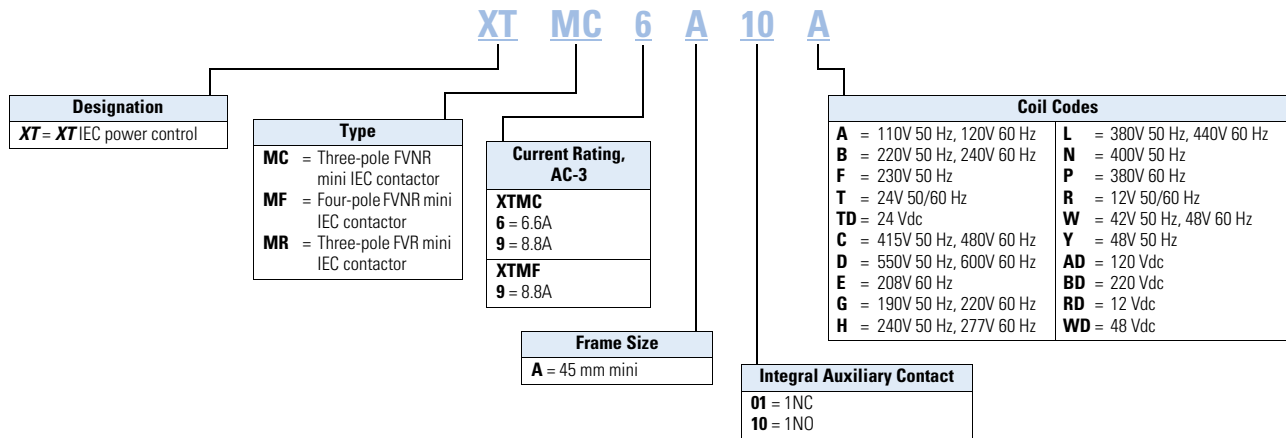 XT MC 6 A 10 A
Designation
XT = XT IEC power control
Type
MC = Three-pole FVNR
mini IEC contactor
MF = Four-pole FVNR mini
IEC contactor
MR = Three-pole FVR mini
IEC contactor
Current Rating,
AC-3
XTMC
6 = 6.6A
9 = 8.8A
XTMF
9 = 8.8A
Frame Size
A = 45 mm mini
Integral Auxiliary Contact
01 = 1NC
10 = 1NO
Coil Codes
A = 110V 50 Hz, 120V 60 Hz
B = 220V 50 Hz, 240V 60 Hz
F = 230V 50 Hz
T = 24V 50/60 Hz
TD = 24 Vdc
C = 415V 50 Hz, 480V 60 Hz
D = 550V 50 Hz, 600V 60 Hz
E = 208V 60 Hz
G = 190V 50 Hz, 220V 60 Hz
H = 240V 50 Hz, 277V 60 Hz
L = 380V 50 Hz, 440V 60 Hz
N = 400V 50 Hz
P = 380V 60 Hz
R = 12V 50/60 Hz
W = 42V 50 Hz, 48V 60 Hz
Y = 48V 50 Hz
AD = 120 Vdc
BD = 220 Vdc
RD = 12 Vdc
WD = 48 Vdc